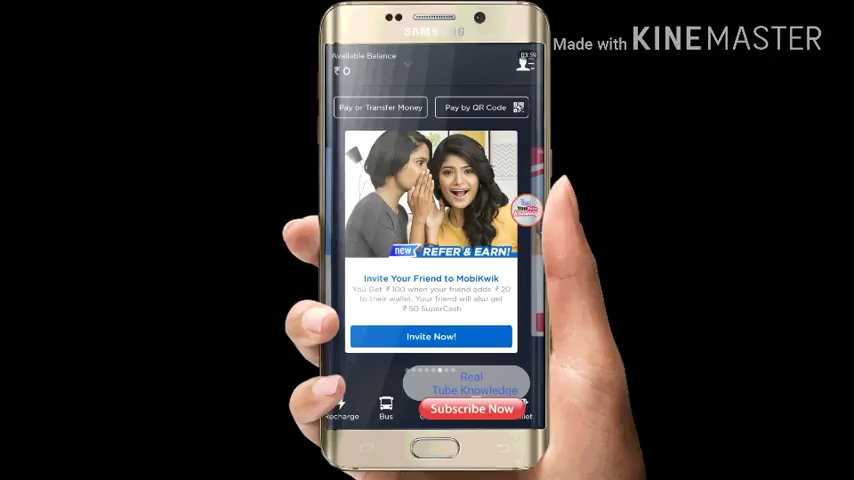 Made with KINEMASTER
SAMSUNG
Available Balance
03:59
₹ 0
Pay or Transfer Money
Pay by QR Code
new REFER & EARN!
Invite Your Friend to MobiKwik
You Get ₹ 100 when your friend adds ₹ 20
to their wallet. Your friend will also get
₹ 50 SuperCash
Invite Now!
Real
Tube Knowledge
Subscribe Now
Recharge
Bus